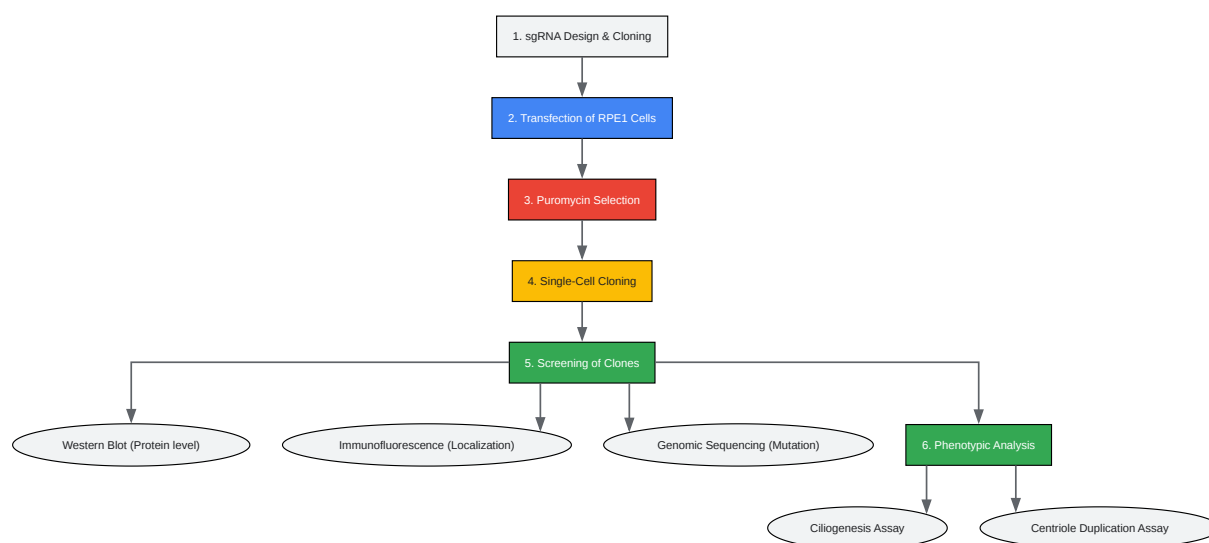 1. sgRNA Design & Cloning
2. Transfection of RPE1 Cells
3. Puromycin Selection
4. Single-Cell Cloning
5. Screening of Clones
Western Blot (Protein level)
Immunofluorescence (Localization)
Genomic Sequencing (Mutation)
6. Phenotypic Analysis
Ciliogenesis Assay
Centriole Duplication Assay